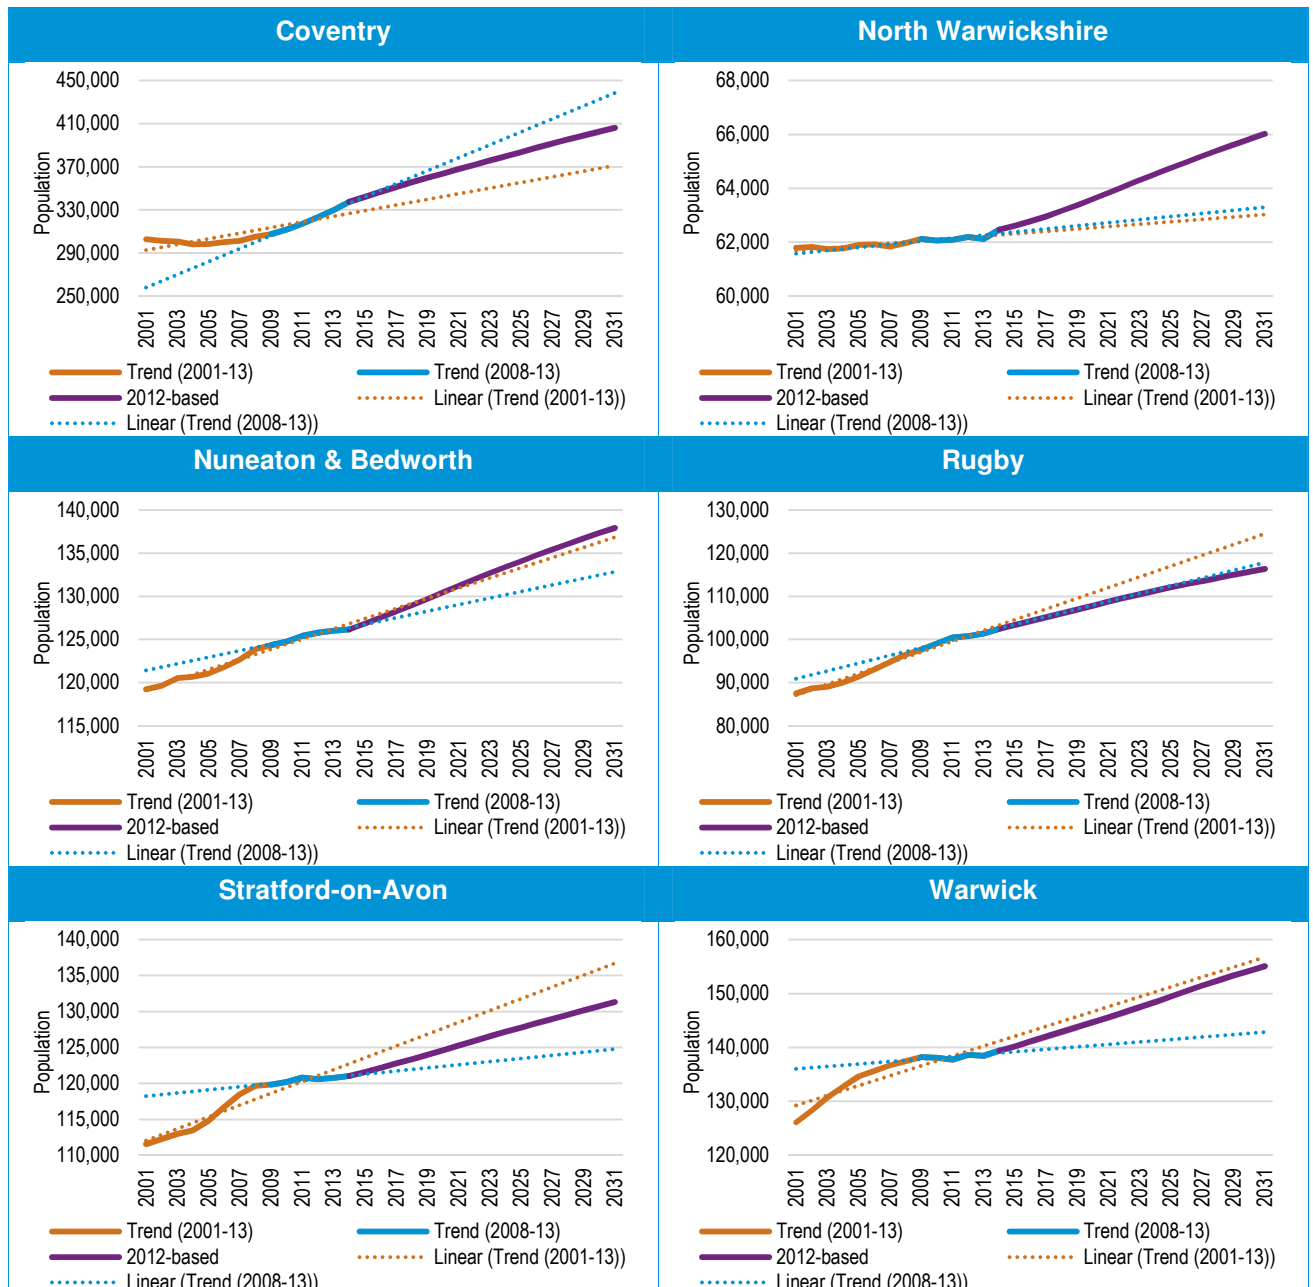 Coventry
450,000
410,000
370,000
330,000
290,000
250,000
Population
2001 2003 2005 2007 2009 2011 2013 2015 2017 2019 2021 2023 2025 2027 2029 2031
Trend (2001-13) Trend (2008-13)
2012-based Linear (Trend (2001-13))
Linear (Trend (2008-13))
North Warwickshire
68,000
66,000
64,000
62,000
60,000
Population
2001 2003 2005 2007 2009 2011 2013 2015 2017 2019 2021 2023 2025 2027 2029 2031
Trend (2001-13) Trend (2008-13)
2012-based Linear (Trend (2001-13))
Linear (Trend (2008-13))
Nuneaton & Bedworth
140,000
135,000
130,000
125,000
120,000
115,000
Population
2001 2003 2005 2007 2009 2011 2013 2015 2017 2019 2021 2023 2025 2027 2029 2031
Trend (2001-13) Trend (2008-13)
2012-based Linear (Trend (2001-13))
Linear (Trend (2008-13))
Rugby
130,000
120,000
110,000
100,000
90,000
80,000
Population
2001 2003 2005 2007 2009 2011 2013 2015 2017 2019 2021 2023 2025 2027 2029 2031
Trend (2001-13) Trend (2008-13)
2012-based Linear (Trend (2001-13))
Linear (Trend (2008-13))
Stratford-on-Avon
140,000
135,000
130,000
125,000
120,000
115,000
110,000
Population
2001 2003 2005 2007 2009 2011 2013 2015 2017 2019 2021 2023 2025 2027 2029 2031
Trend (2001-13) Trend (2008-13)
2012-based Linear (Trend (2001-13))
Linear (Trend (2008-13))
Warwick
160,000
150,000
140,000
130,000
120,000
Population
2001 2003 2005 2007 2009 2011 2013 2015 2017 2019 2021 2023 2025 2027 2029 2031
Trend (2001-13) Trend (2008-13)
2012-based Linear (Trend (2001-13))
Linear (Trend (2008-13))